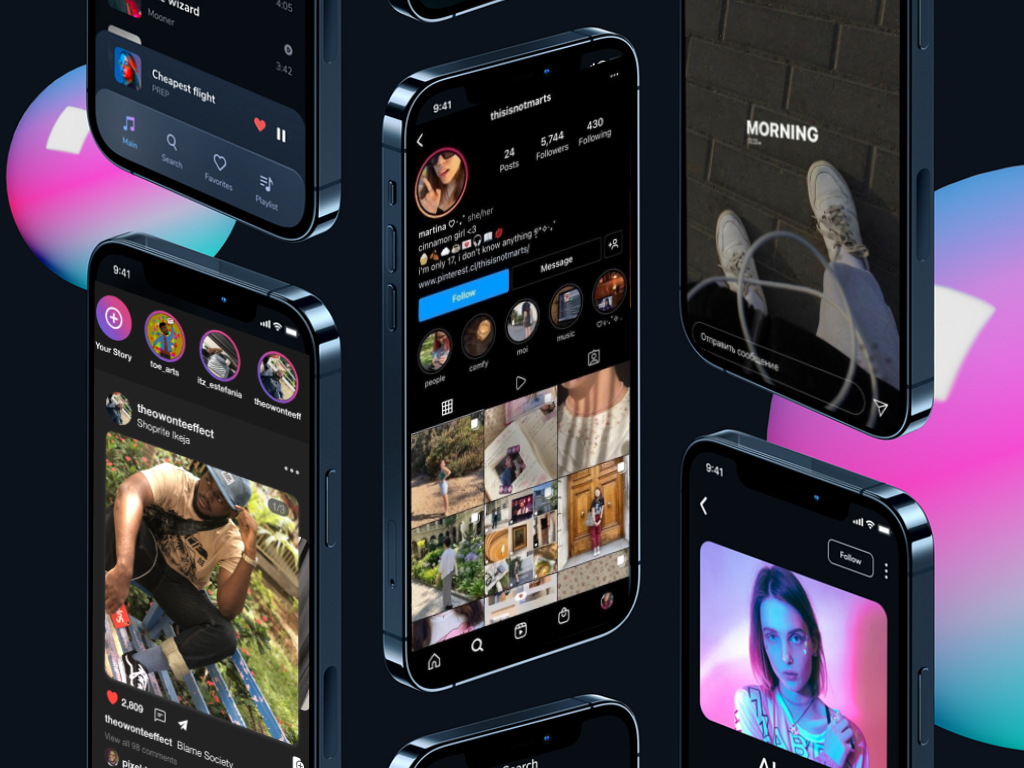 wizard
Mooner
4:05
3:42
Cheapest flight
PREP
Main
Search
Favorites
Playlist
9:41
Your Story
toe_arts
itz_estefania
theowonteeff
theowonteeffect
Shoprite Ikeja
1/3
2,809
theowonteeffect Blame Society
View all 98 comments
9:41
thisisnotmarts
24
Posts
5,744
Followers
430
Following
martina she/her
cinnamon girl <3
i'm only 17, i don't know anything
www.pinterest.cl/thisisnotmarts/
Follow
Message
people
comfy
moi
music
Search
MORNING
Отправить сообщение
9:41
Follow